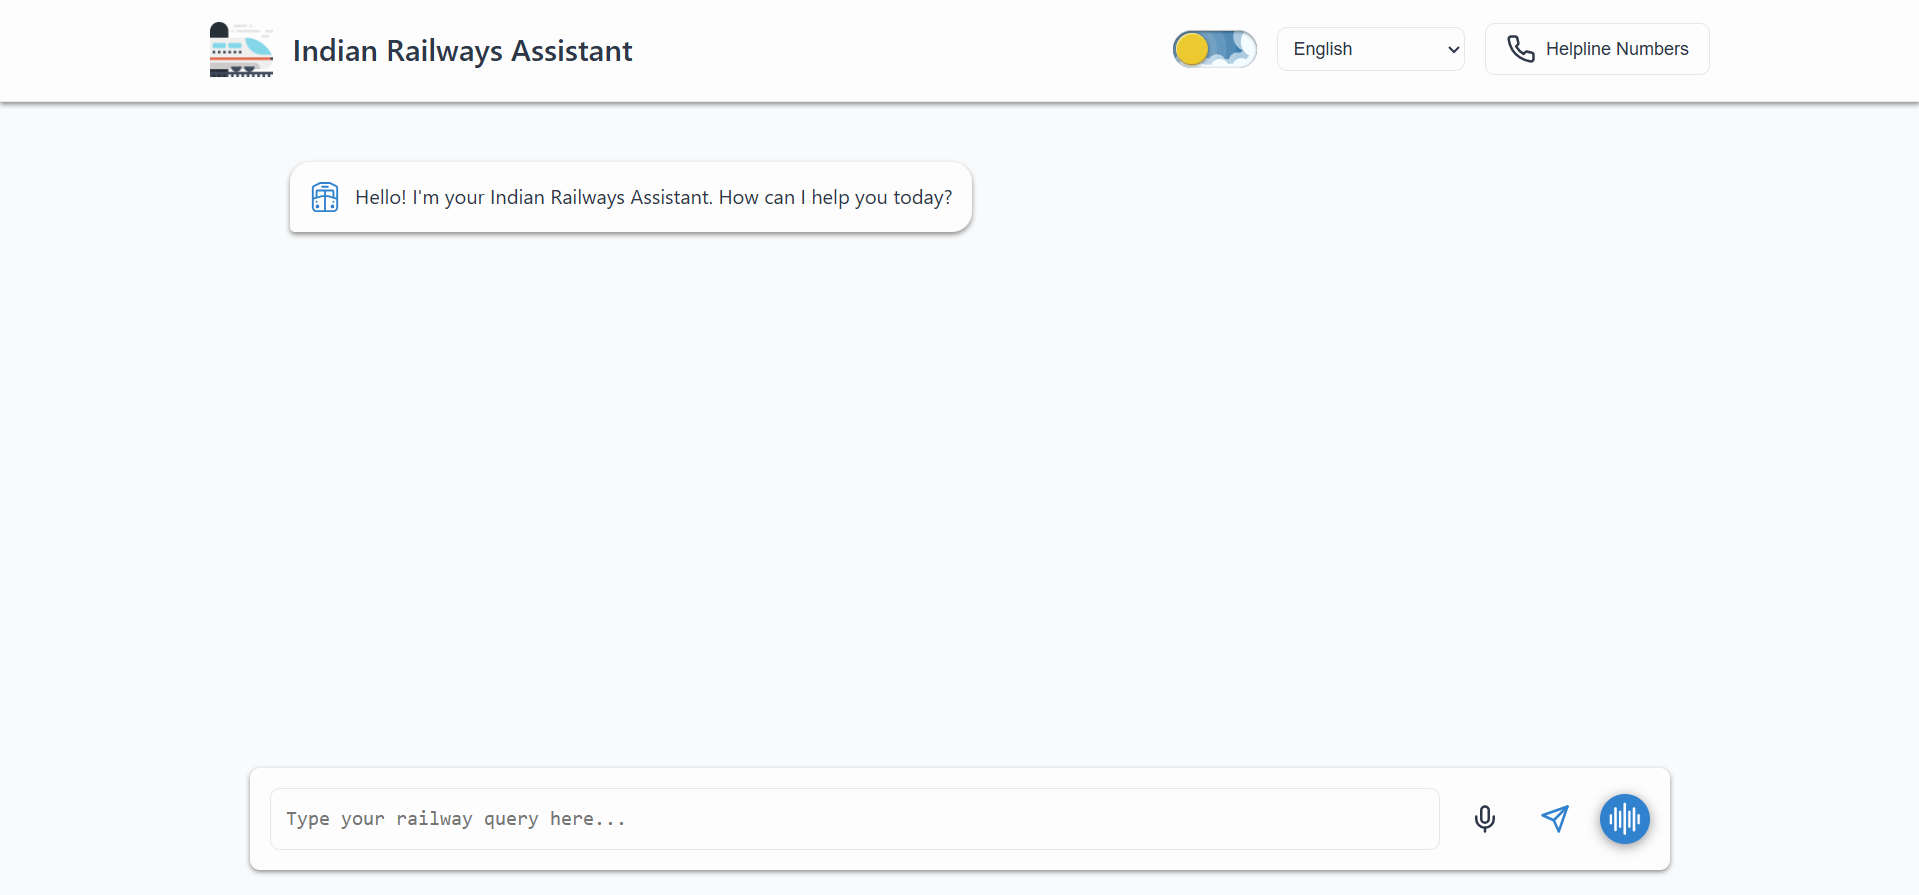 Indian Railways Assistant
English
Helpline Numbers
Hello! I'm your Indian Railways Assistant. How can I help you today?
Type your railway query here...